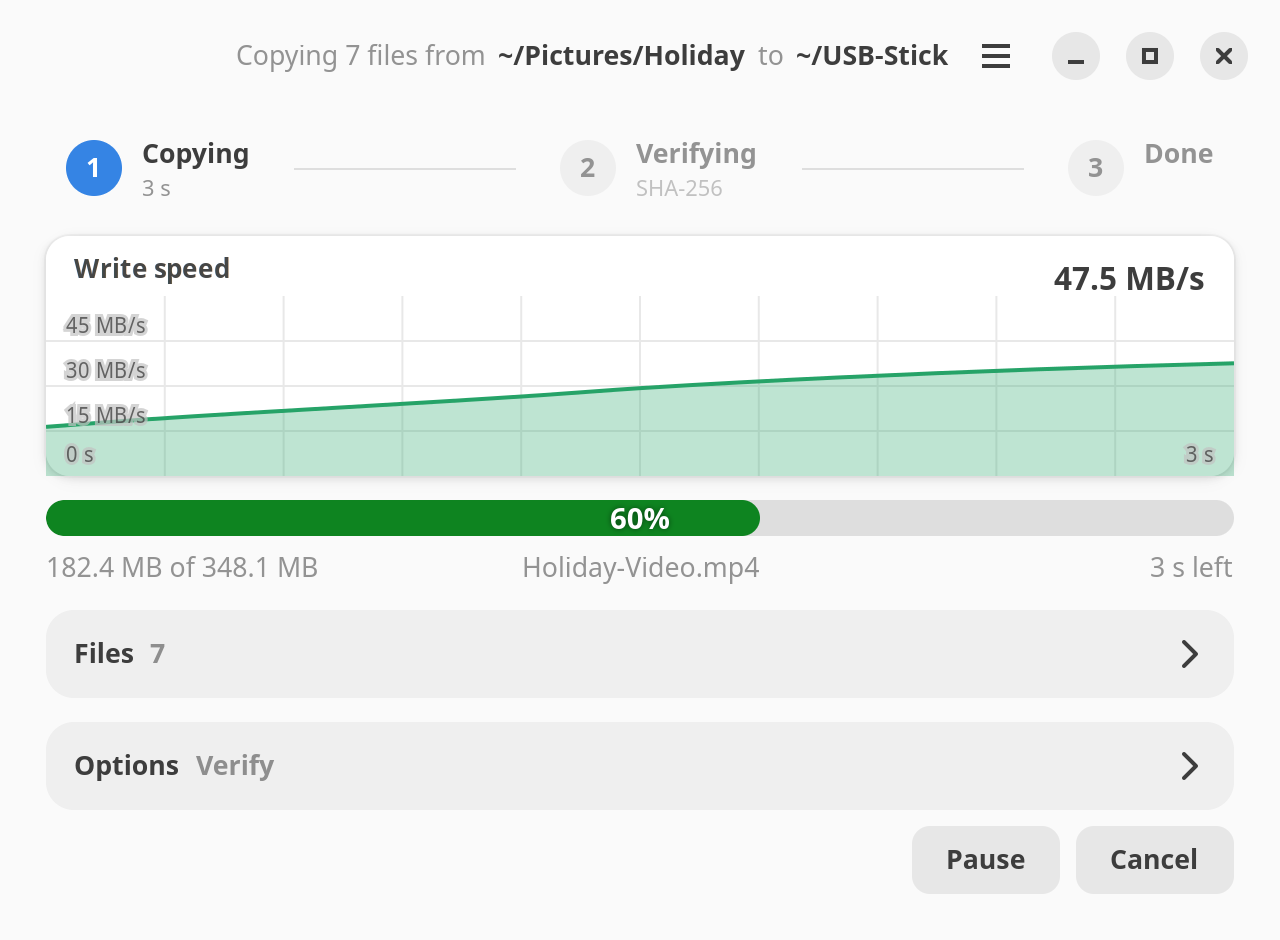 Copying 7 files from ~/Pictures/Holiday to ~/USB-Stick
1 Copying
3 s
2 Verifying
SHA-256
3 Done
Write speed
47.5 MB/s
45 MB/s
30 MB/s
15 MB/s
0 s
3 s
60%
182.4 MB of 348.1 MB
Holiday-Video.mp4
3 s left
Files 7
Options Verify
Pause
Cancel